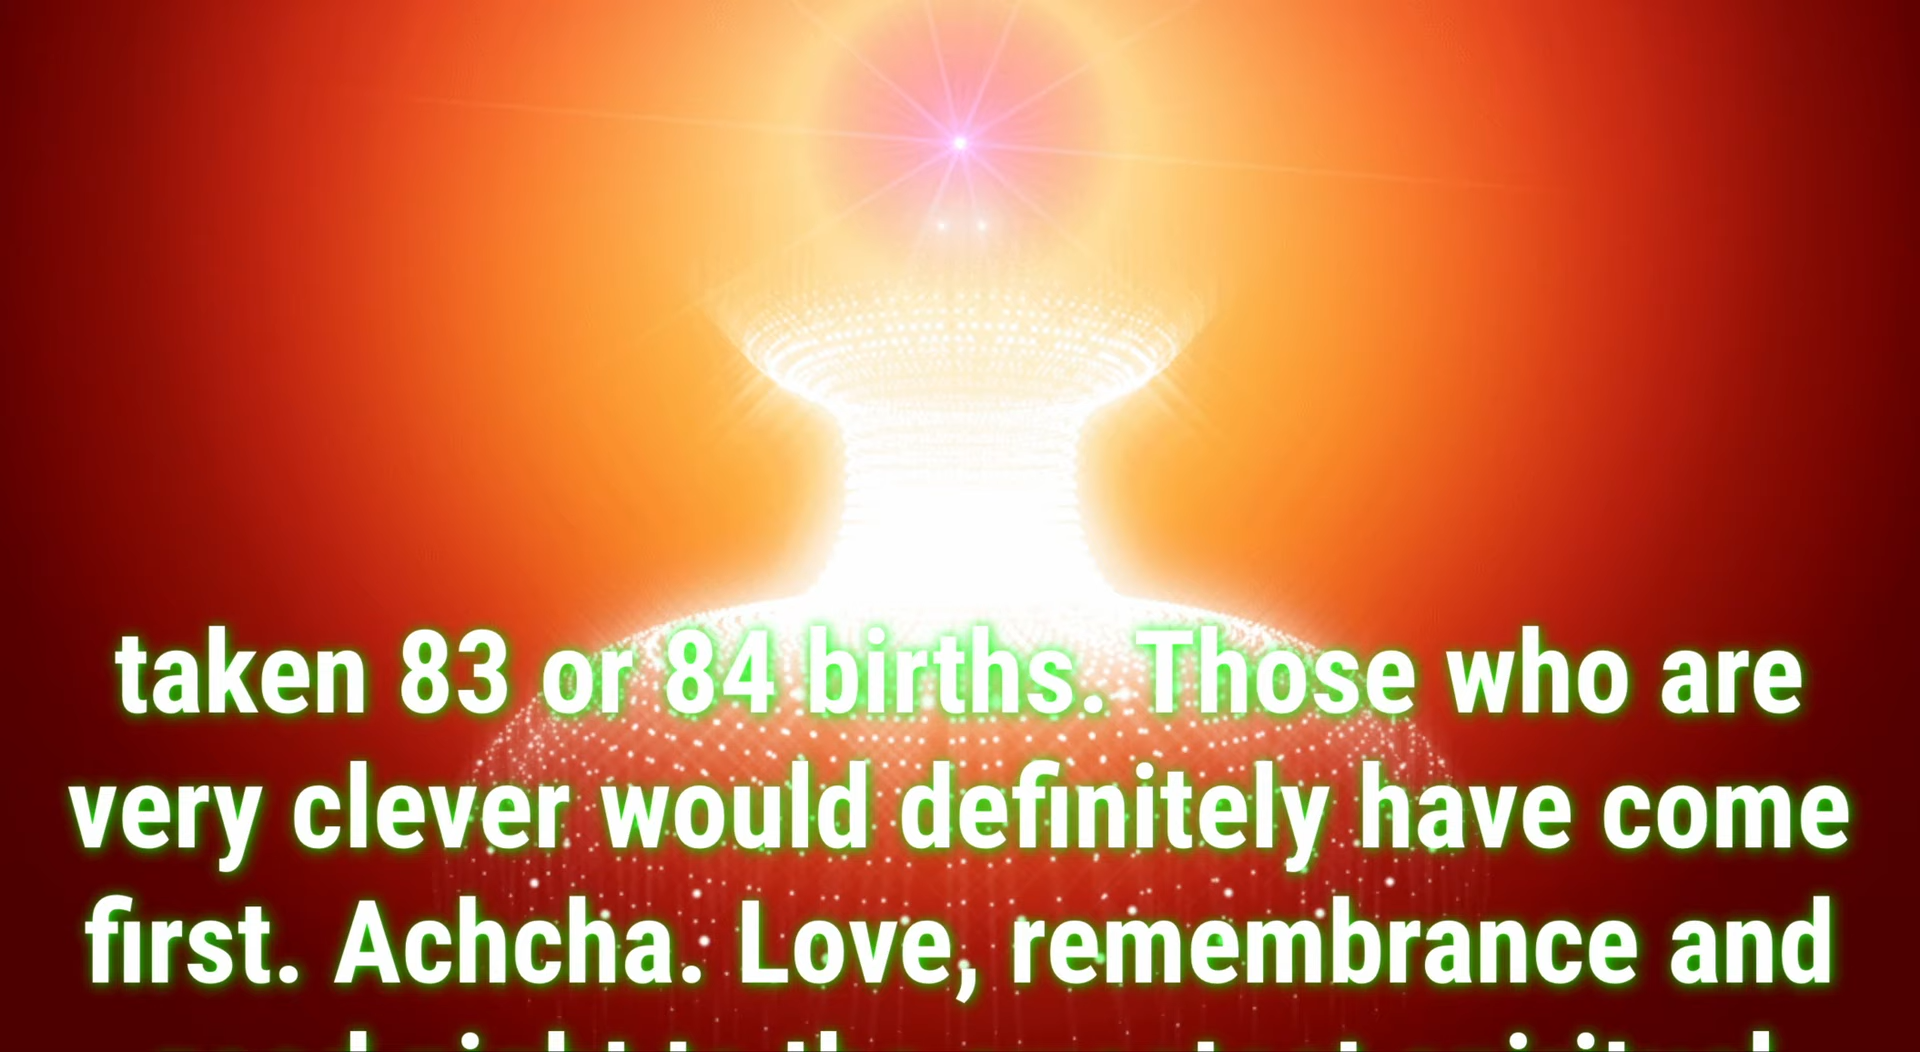 taken 83 or 84 births. Those who are
very clever would definitely have come
first. Achcha. Love, remembrance and